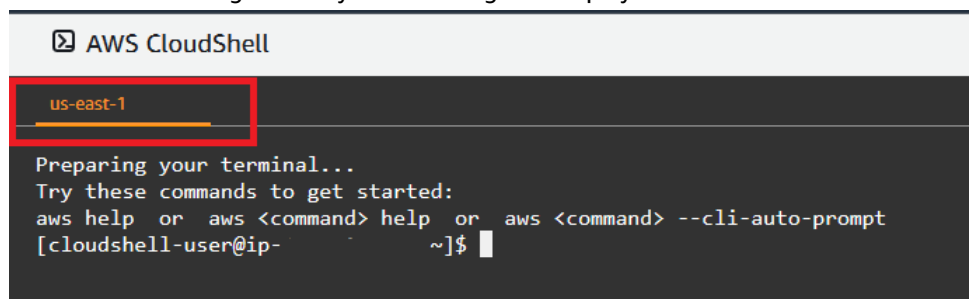 AWS CloudShell
us-east-1
Preparing your terminal...
Try these commands to get started:
aws help or aws <command> help or aws <command> --cli-auto-prompt
[cloudshell-user@ip- ~]$